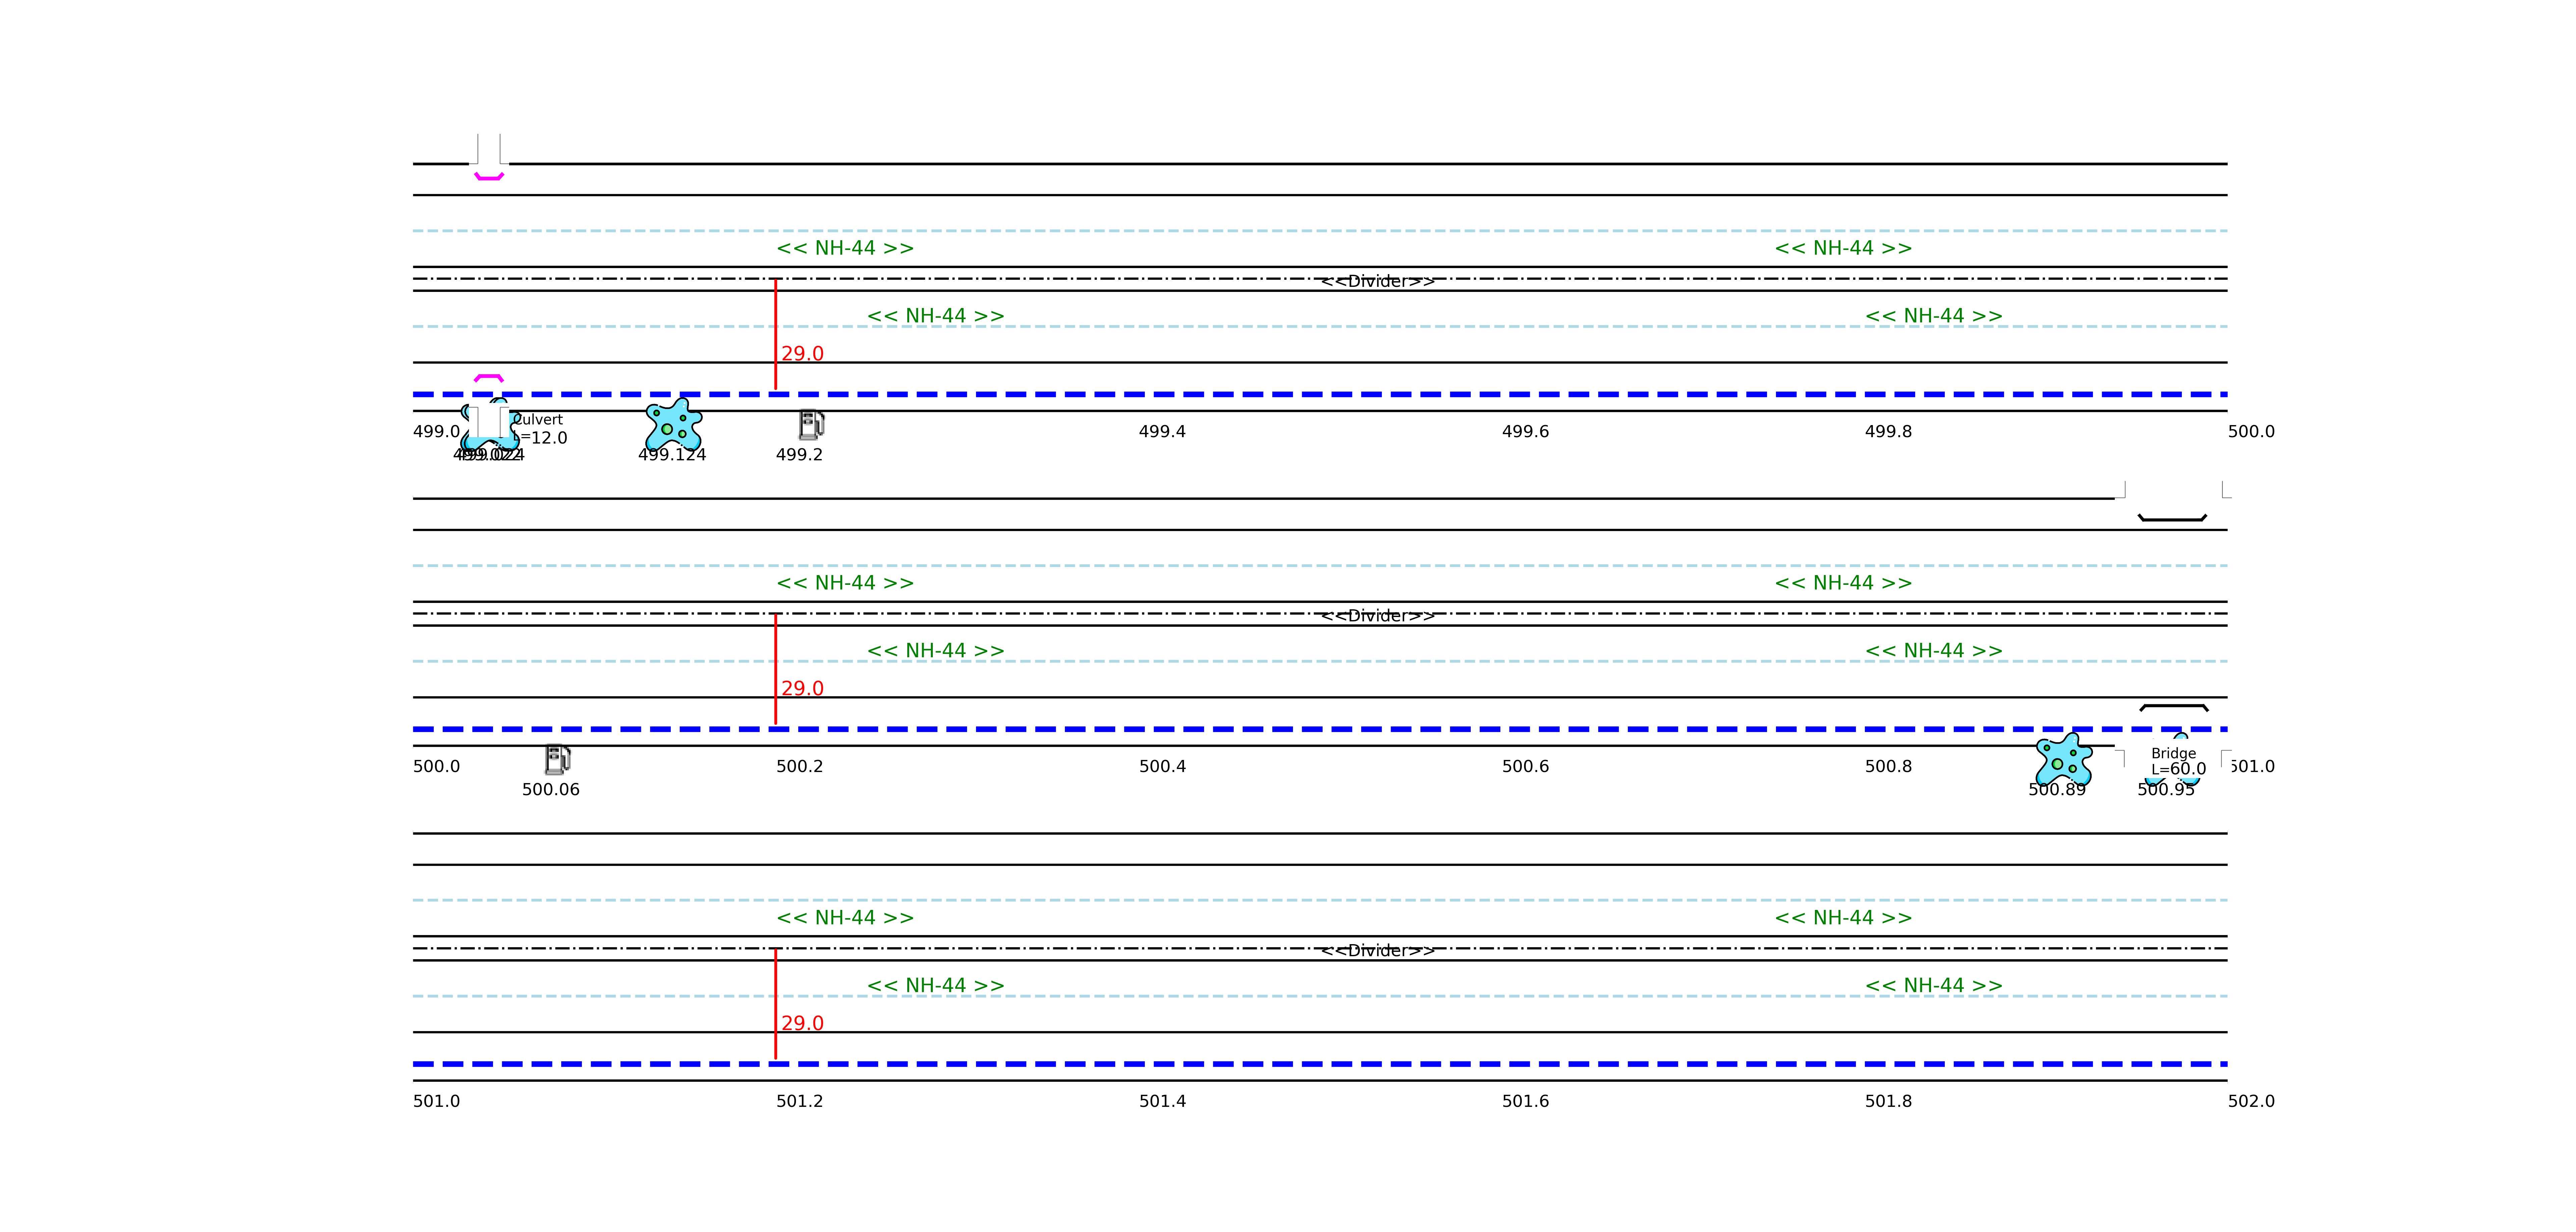 << NH-44 >> << NH-44 >>
<<Divider>>
<< NH-44 >> << NH-44 >>
29.0
Culvert
499.0 L=12.0 499.4 499.6 499.8 500.0
499.124 499.2
<< NH-44 >> << NH-44 >>
<<Divider>>
<< NH-44 >> << NH-44 >>
29.0
Bridge
500.0 500.2 500.4 500.6 500.8 L=60.0 501.0
500.06 500.89 500.95
<< NH-44 >> << NH-44 >>
<<Divider>>
<< NH-44 >> << NH-44 >>
29.0
501.0 501.2 501.4 501.6 501.8 502.0